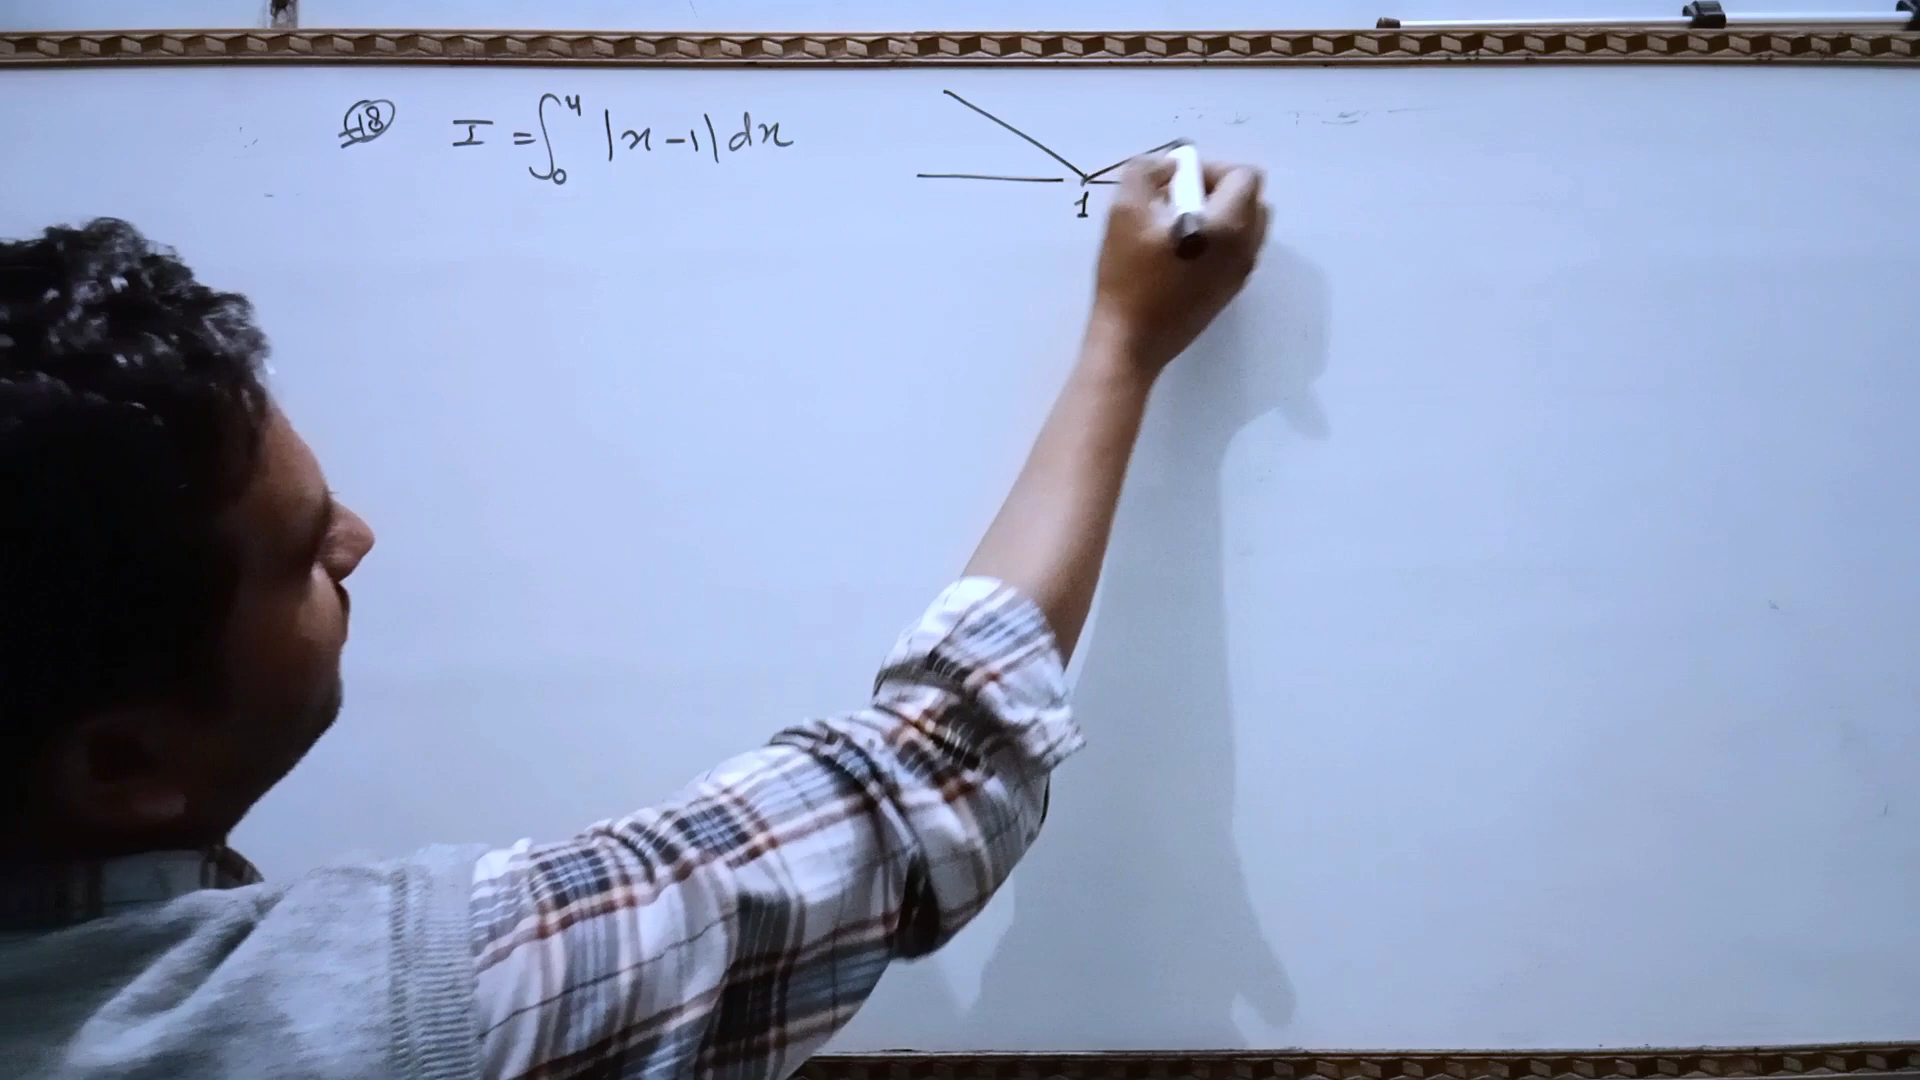 18 I = ∫₀⁴ |x-1| dx
1